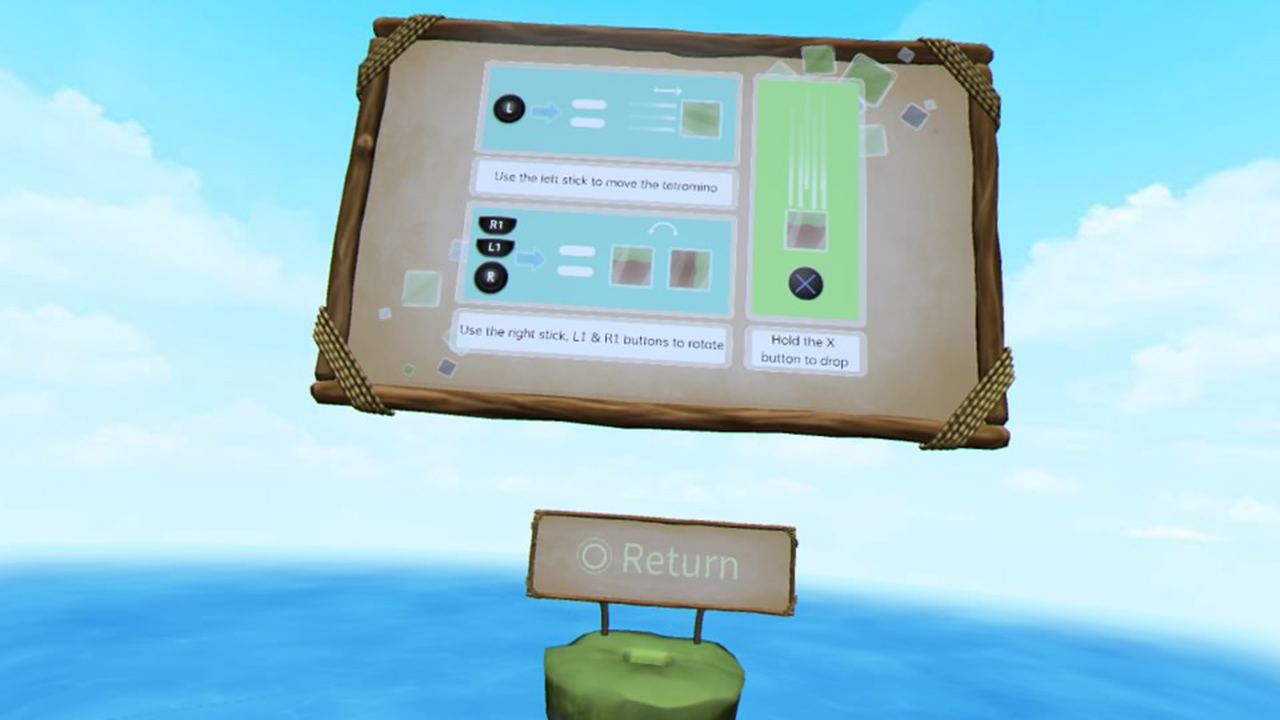 L
Use the left stick to move the tetromino
R1
L1
R
Use the right stick, L1 & R1 buttons to rotate
Hold the X
button to drop
Return